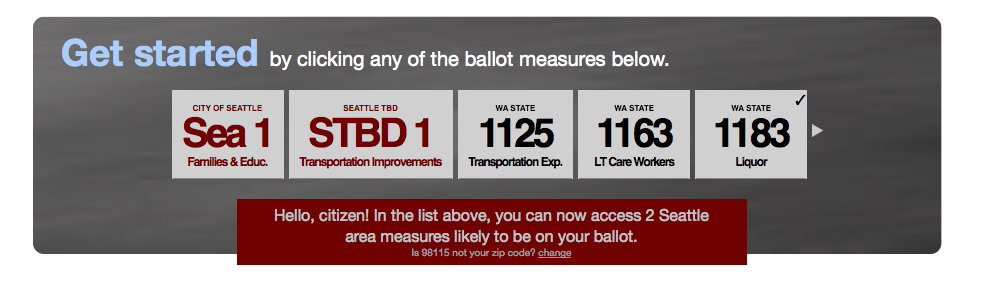 Get started by clicking any of the ballot measures below.
CITY OF SEATTLE
Sea 1
Families & Educ.
SEATTLE TBD
STBD 1
Transportation Improvements
WA STATE
1125
Transportation Exp.
WA STATE
1163
LT Care Workers
WA STATE
1183
Liquor
Hello, citizen! In the list above, you can now access 2 Seattle
area measures likely to be on your ballot.
Is 98115 not your zip code? change